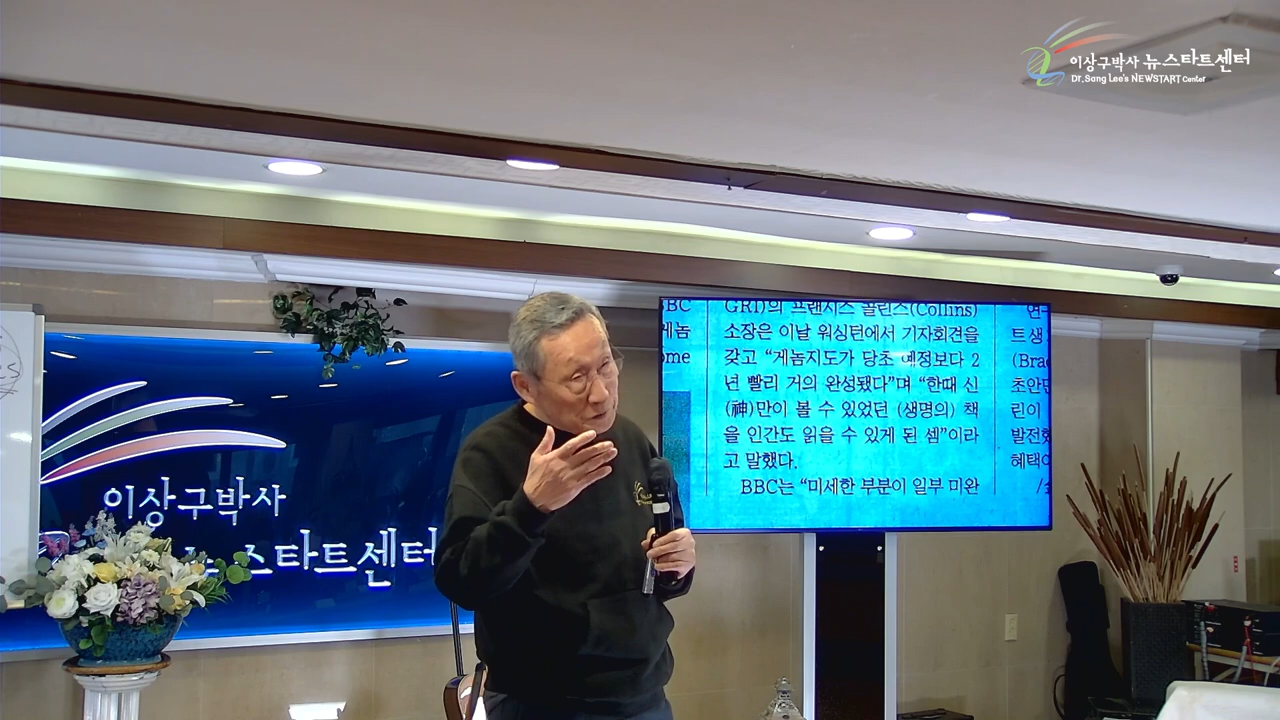 이상구박사 뉴스타트센터
Dr. Sang Lee's NEWSTART Center
이상구박사
스타트센터
BBC
게놈
ome
GRI)의 프랜시스 콜린스(Collins)
소장은 이날 워싱턴에서 기자회견을
갖고 “게놈지도가 당초 예정보다 2
년 빨리 거의 완성됐다”며 “한때 신
(神)만이 볼 수 있었던 (생명의) 책
을 인간도 읽을 수 있게 된 셈”이라
고 말했다.
BBC는 “미세한 부분이 일부 미완
연
트생
(Brad
초안
린이
발전
혜택